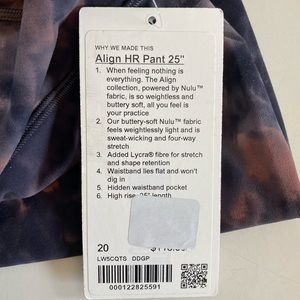 WHY WE MADE THIS
Align HR Pant 25"
1. When feeling nothing is
everything. The Align
collection, powered by Nulu™
fabric, is so weightless and
buttery soft, all you feel is
your practice
2. Our buttery-soft Nulu™ fabric
feels weightlessly light and is
sweat-wicking and four-way
stretch
3. Added Lycra® fibre for stretch
and shape retention
4. Waistband lies flat and won't
dig in
5. Hidden waistband pocket
6. High rise, 25" length
20
LW5CQTS DDGP
000122825591